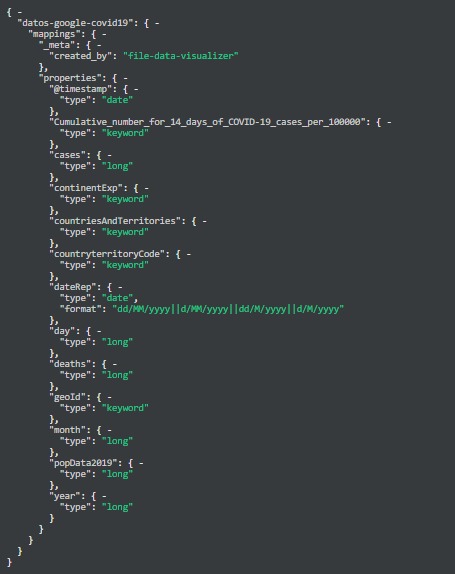 { -
  "datos-google-covid19": { -
    "mappings": { -
      "_meta": { -
        "created_by": "file-data-visualizer"
      },
      "properties": { -
        "@timestamp": { -
          "type": "date"
        },
        "Cumulative_number_for_14_days_of_COVID-19_cases_per_100000": { -
          "type": "keyword"
        },
        "cases": { -
          "type": "long"
        },
        "continentExp": { -
          "type": "keyword"
        },
        "countriesAndTerritories": { -
          "type": "keyword"
        },
        "countryterritoryCode": { -
          "type": "keyword"
        },
        "dateRep": { -
          "type": "date",
          "format": "dd/MM/yyyy||d/MM/yyyy||dd/M/yyyy||d/M/yyyy"
        },
        "day": { -
          "type": "long"
        },
        "deaths": { -
          "type": "long"
        },
        "geoId": { -
          "type": "keyword"
        },
        "month": { -
          "type": "long"
        },
        "popData2019": { -
          "type": "long"
        },
        "year": { -
          "type": "long"
        }
      }
    }
  }
}